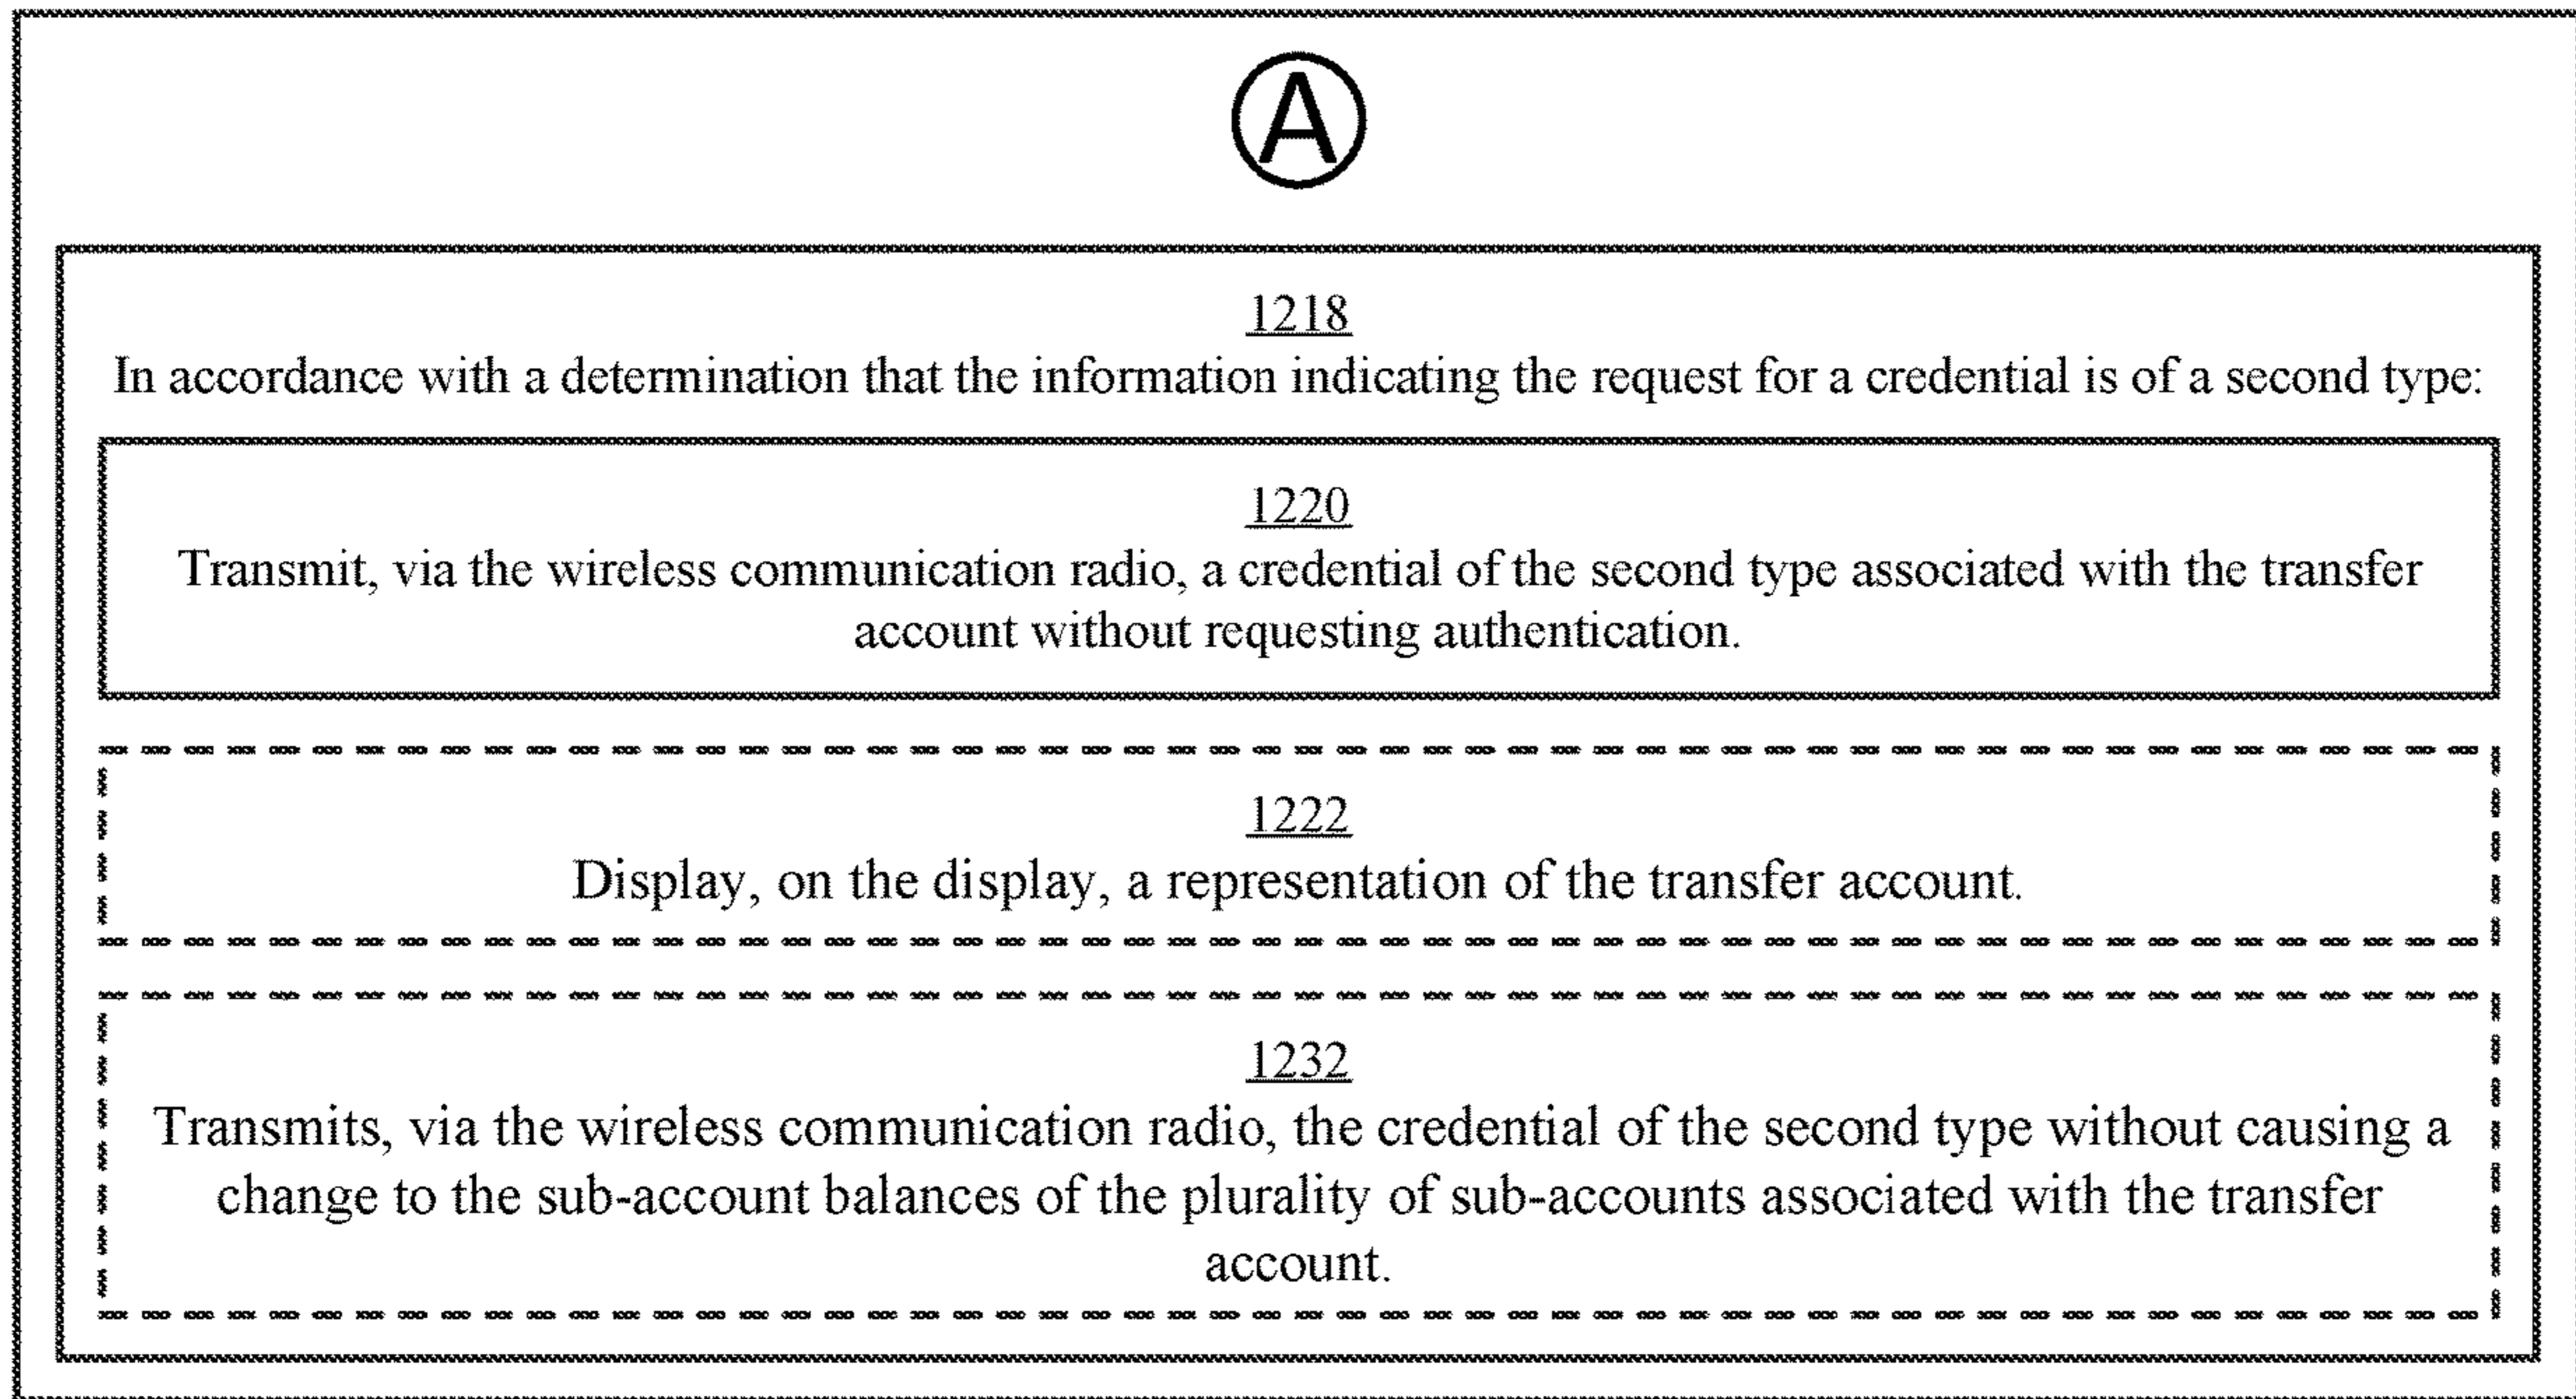 A
1218
In accordance with a determination that the information indicating the request for a credential is of a second type:
1220
Transmit, via the wireless communication radio, a credential of the second type associated with the transfer
account without requesting authentication.
1222
Display, on the display, a representation of the transfer account.
1232
Transmits, via the wireless communication radio, the credential of the second type without causing a
change to the sub-account balances of the plurality of sub-accounts associated with the transfer
account.